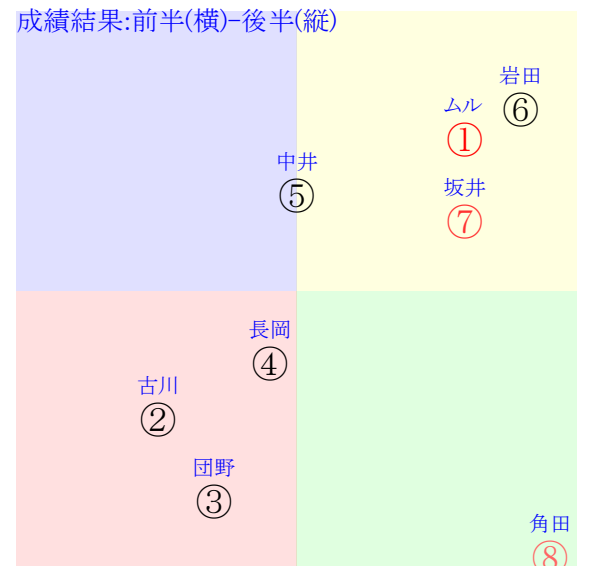 成績結果:前半(横)-後半(縦)
岩田
⑥
ムル
①
中井
⑤
坂井
⑦
長岡
④
古川
②
団野
③
角田
⑧